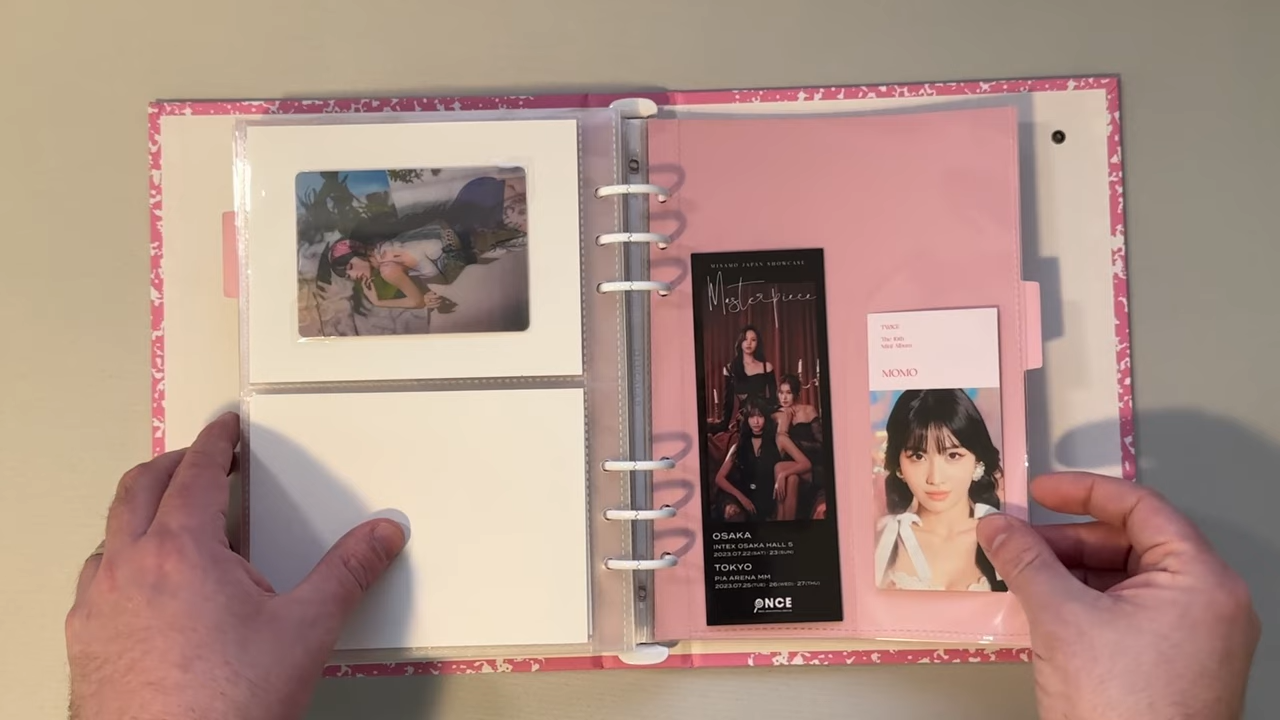 MISAMO JAPAN SHOWCASE
Masterpiece
OSAKA
INTEX OSAKA HALL 5
2023.07.22(SAT)·23(SUN)
TOKYO
PIA ARENA MM
2023.07.25(TUE)·26(WED)·27(THU)
ONCE
TWICE
The 10th
Mini Album
MOMO